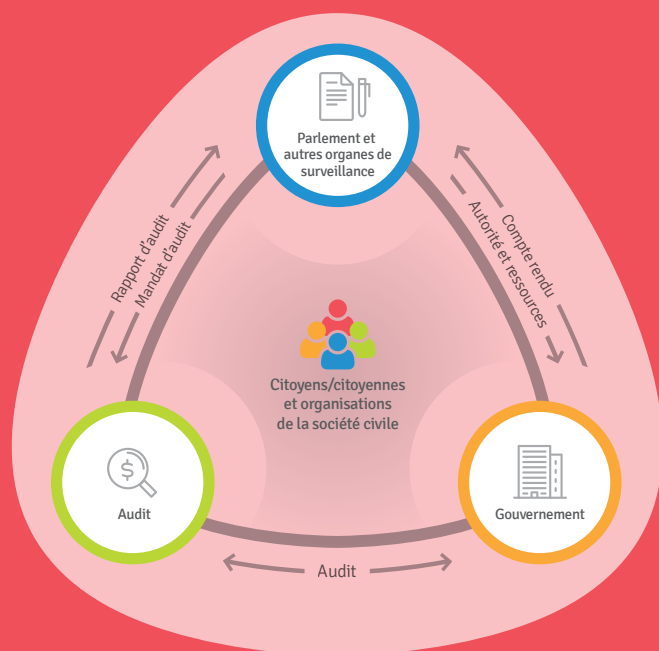 Parlement et
autres organes de
surveillance
Rapport d'audit
Mandat d'audit
Compte rendu
Autorité et ressources
$
Citoyens/citoyennes
et organisations
de la société civile
Audit
Gouvernement
Audit